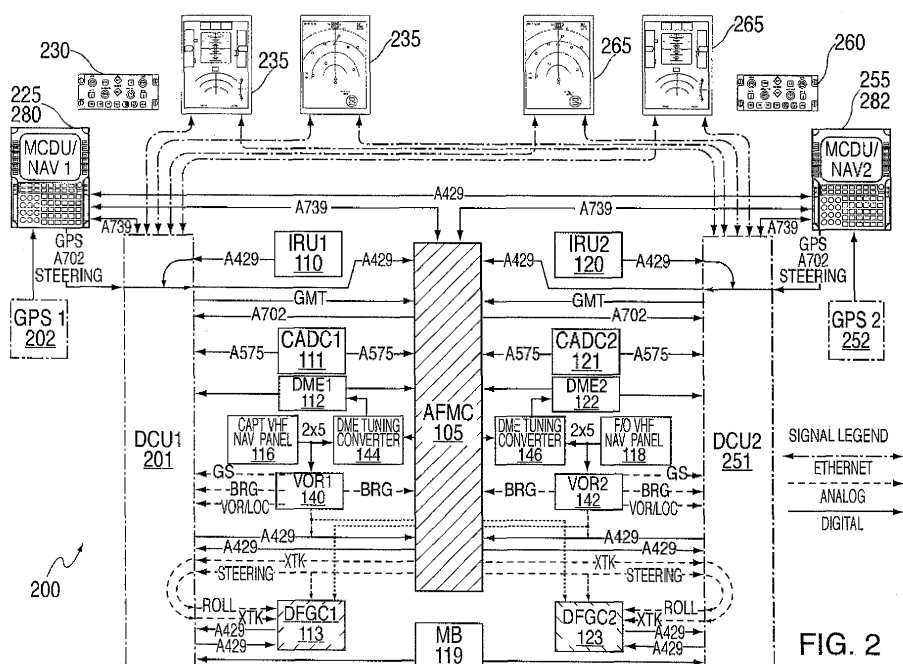 230
235
235
265
265
260
225
280
255
282
MCDU/
NAV 1
MCDU/
NAV2
A429
A739
A739
A739
A739
GPS
A702
STEERING
GPS
A702
STEERING
GPS 1
202
GPS 2
252
IRU1
110
A429
A429
IRU2
120
A429
A429
GMT
GMT
A702
A702
CADC1
111
A575
A575
CADC2
121
A575
A575
DME1
112
DME2
122
AFMC
105
DCU1
201
DCU2
251
CAPT VHF
NAV PANEL
116
2x5
DME TUNING
CONVERTER
144
DME TUNING
CONVERTER
146
2x5
F/O VHF
NAV PANEL
118
SIGNAL LEGEND
ETHERNET
ANALOG
DIGITAL
GS
BRG
VOR/LOC
VOR1
140
BRG
BRG
VOR2
142
GS
BRG
VOR/LOC
A429
A429
A429
A429
XTK
STEERING
XTK
STEERING
ROLL
XTK
A429
A429
DFGC1
113
DFGC2
123
ROLL
XTK
A429
A429
MB
119
200
FIG. 2